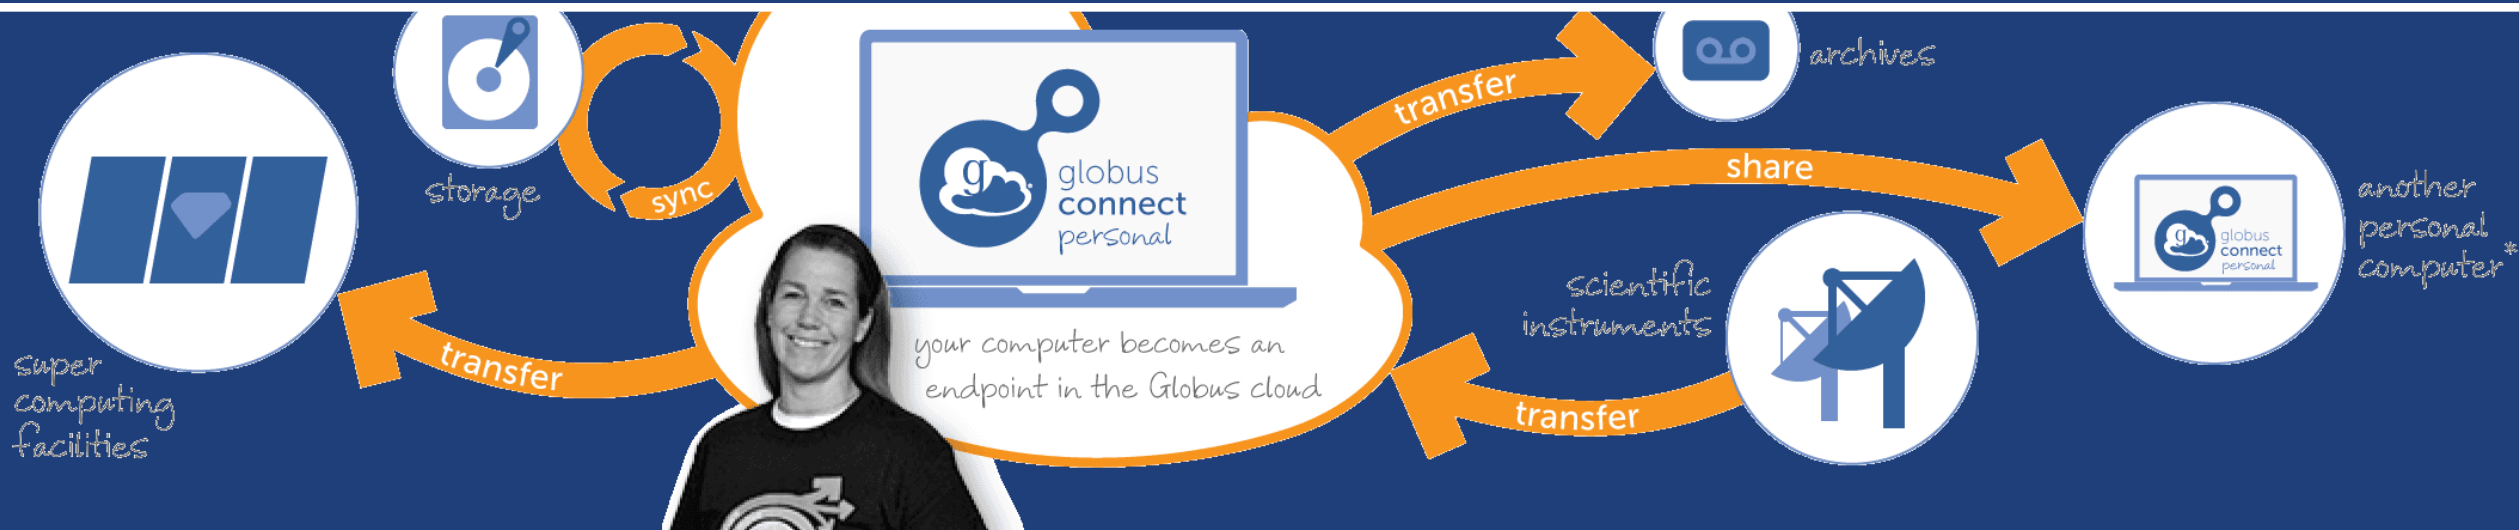 super
computing
facilities
storage
sync
transfer
g
globus
connect
personal
your computer becomes an
endpoint in the Globus cloud
transfer
archives
share
scientific
instruments
transfer
g
globus
connect
personal
another
personal
computer*